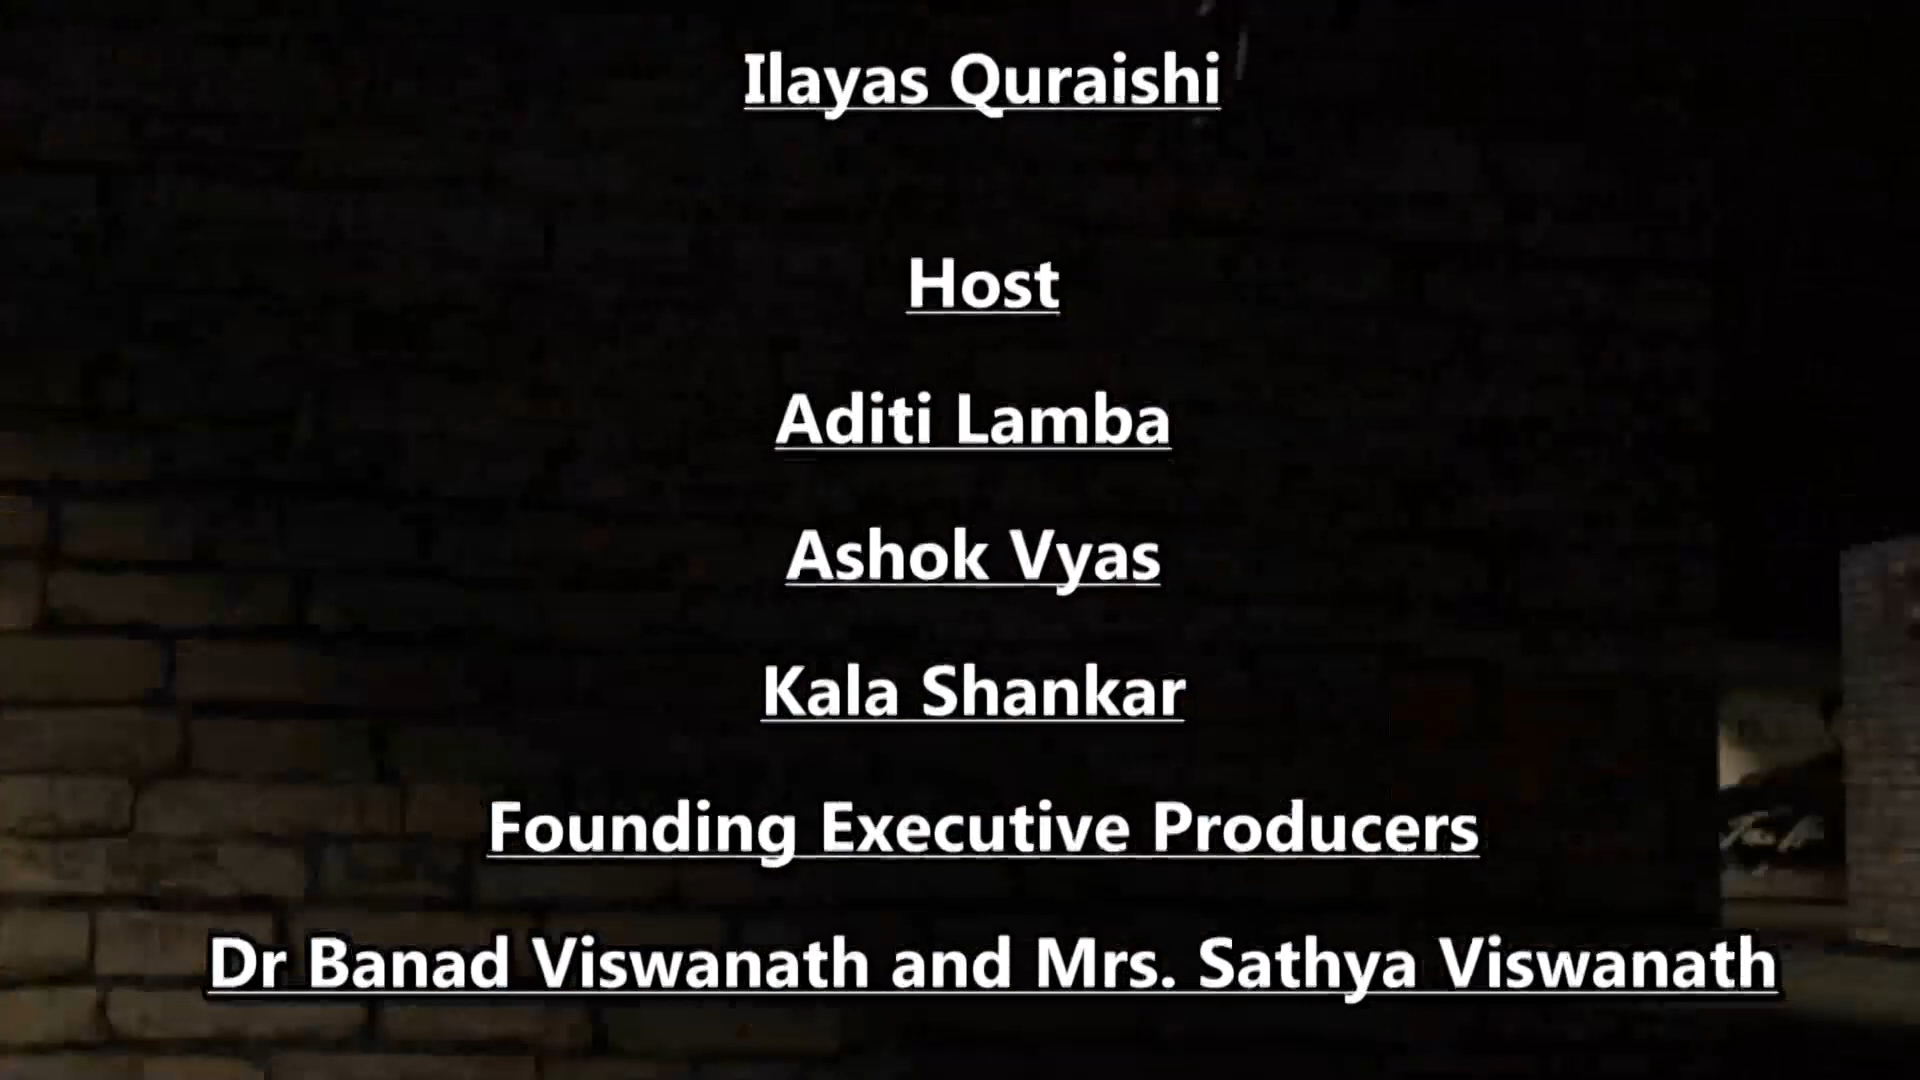 Ilayas Quraishi
Host
Aditi Lamba
Ashok Vyas
Kala Shankar
Founding Executive Producers
Dr Banad Viswanath and Mrs. Sathya Viswanath